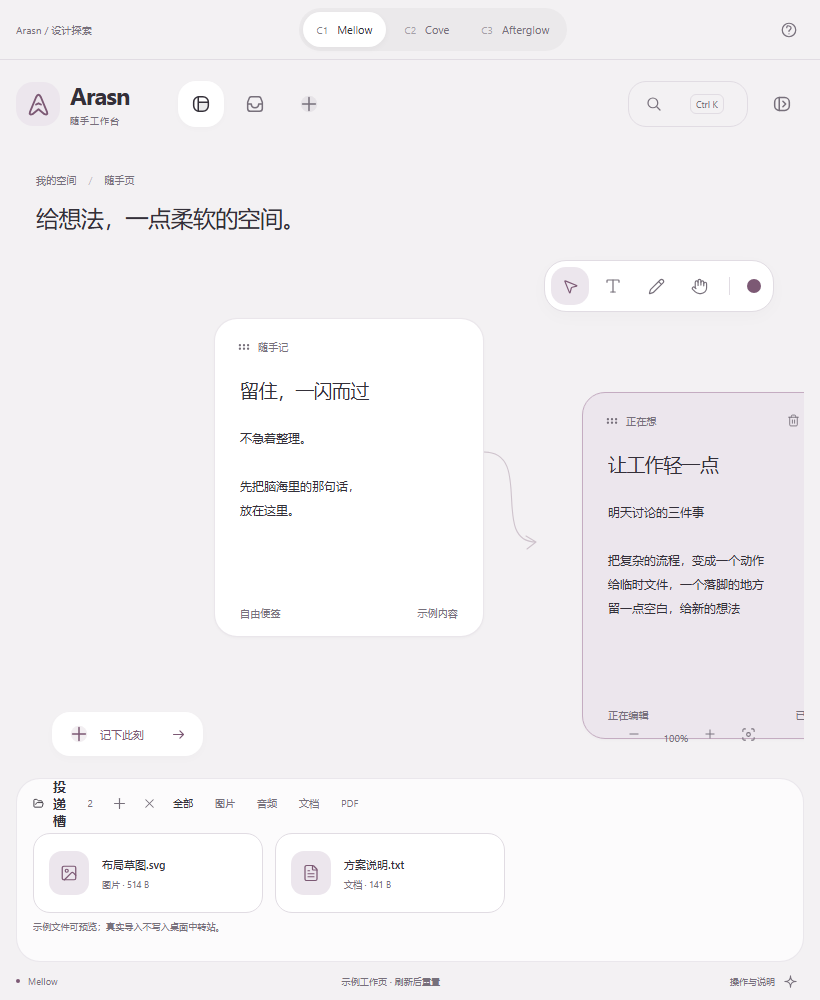 Arasn / 设计探索
C1 Mellow
C2 Cove
C3 Afterglow
Arasn
随手工作台
Ctrl K
我的空间 / 随手页
给想法，一点柔软的空间。
随手记
留住，一闪而过
不急着整理。
先把脑海里的那句话，
放在这里。
自由便签
示例内容
正在想
让工作轻一点
明天讨论的三件事
把复杂的流程，变成一个动作
给临时文件，一个落脚的地方
留一点空白，给新的想法
正在编辑
已
100%
记下此刻
投递槽
2
全部
图片
音频
文档
PDF
布局草图.svg
图片 · 514 B
方案说明.txt
文档 · 141 B
示例文件可预览；真实导入不写入桌面中转站。
Mellow
示例工作页 · 刷新后重置
操作与说明